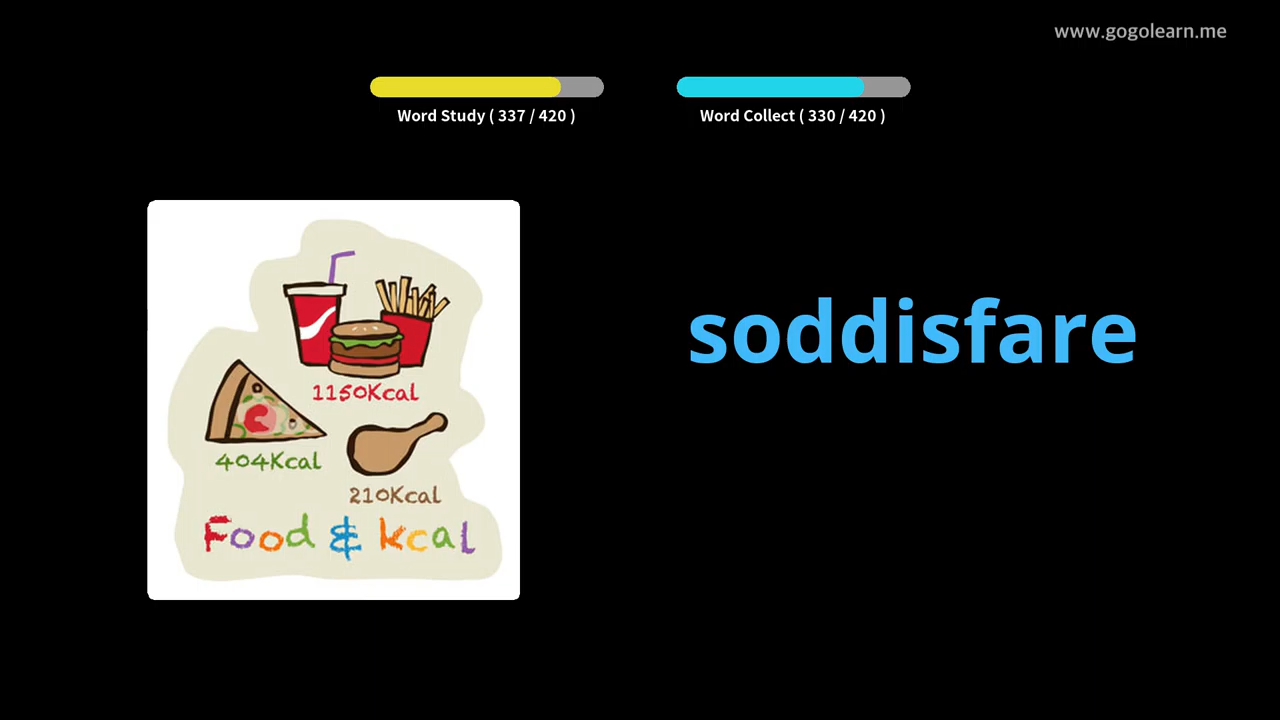 www.gogolearn.me
Word Study ( 337 / 420 )
Word Collect ( 330 / 420 )
soddisfare
1150Kcal
404Kcal
210Kcal
Food & kcal